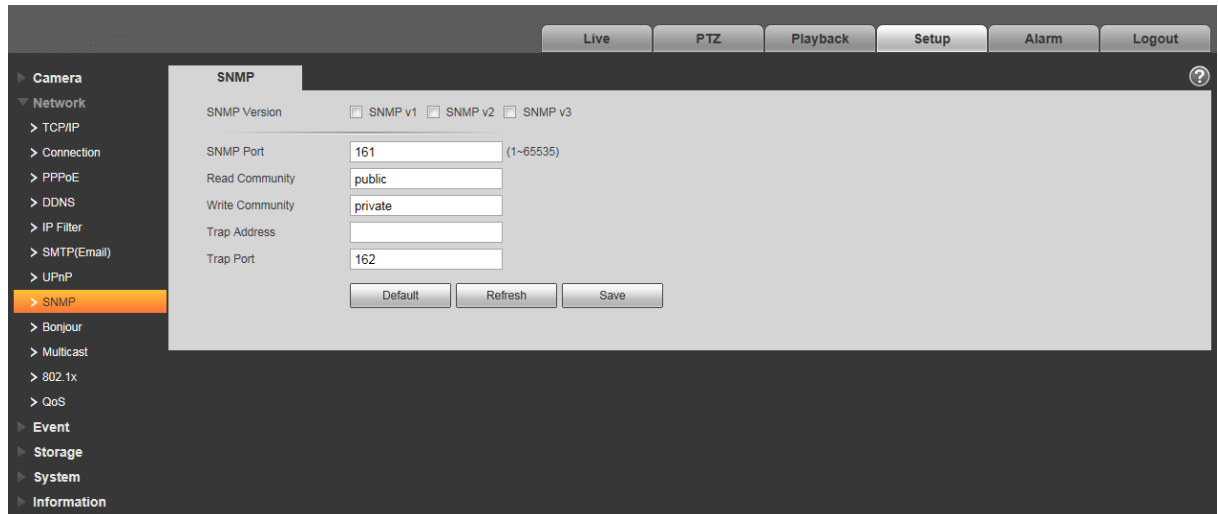 Live PTZ Playback Setup Alarm Logout
Camera
Network
> TCP/IP
> Connection
> PPPoE
> DDNS
> IP Filter
> SMTP(Email)
> UPnP
> SNMP
> Bonjour
> Multicast
> 802.1x
> QoS
Event
Storage
System
Information
SNMP
?
SNMP Version SNMP v1 SNMP v2 SNMP v3
SNMP Port 161 (1~65535)
Read Community public
Write Community private
Trap Address
Trap Port 162
Default Refresh Save